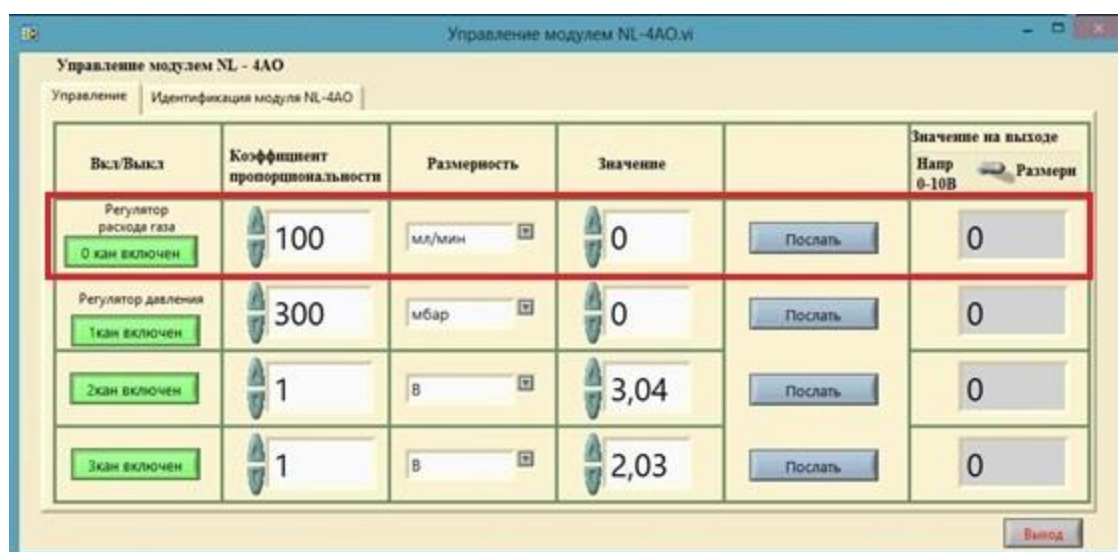 Управление модулем NL-4AO.vi
Управление модулем NL - 4AO
Управление Идентификация модуля NL-4AO
Вкл/Выкл
Коэффициент
пропорциональности
Размерность
Значение
Значение на выходе
Напр
0-10В
Размерн
Регулятор
расхода газа
0 кан включен
100
мл/мин
0
Послать
0
Регулятор давления
1кан включен
300
мбар
0
Послать
0
2кан включен
1
В
3,04
Послать
0
3кан включен
1
В
2,03
Послать
0
Выход